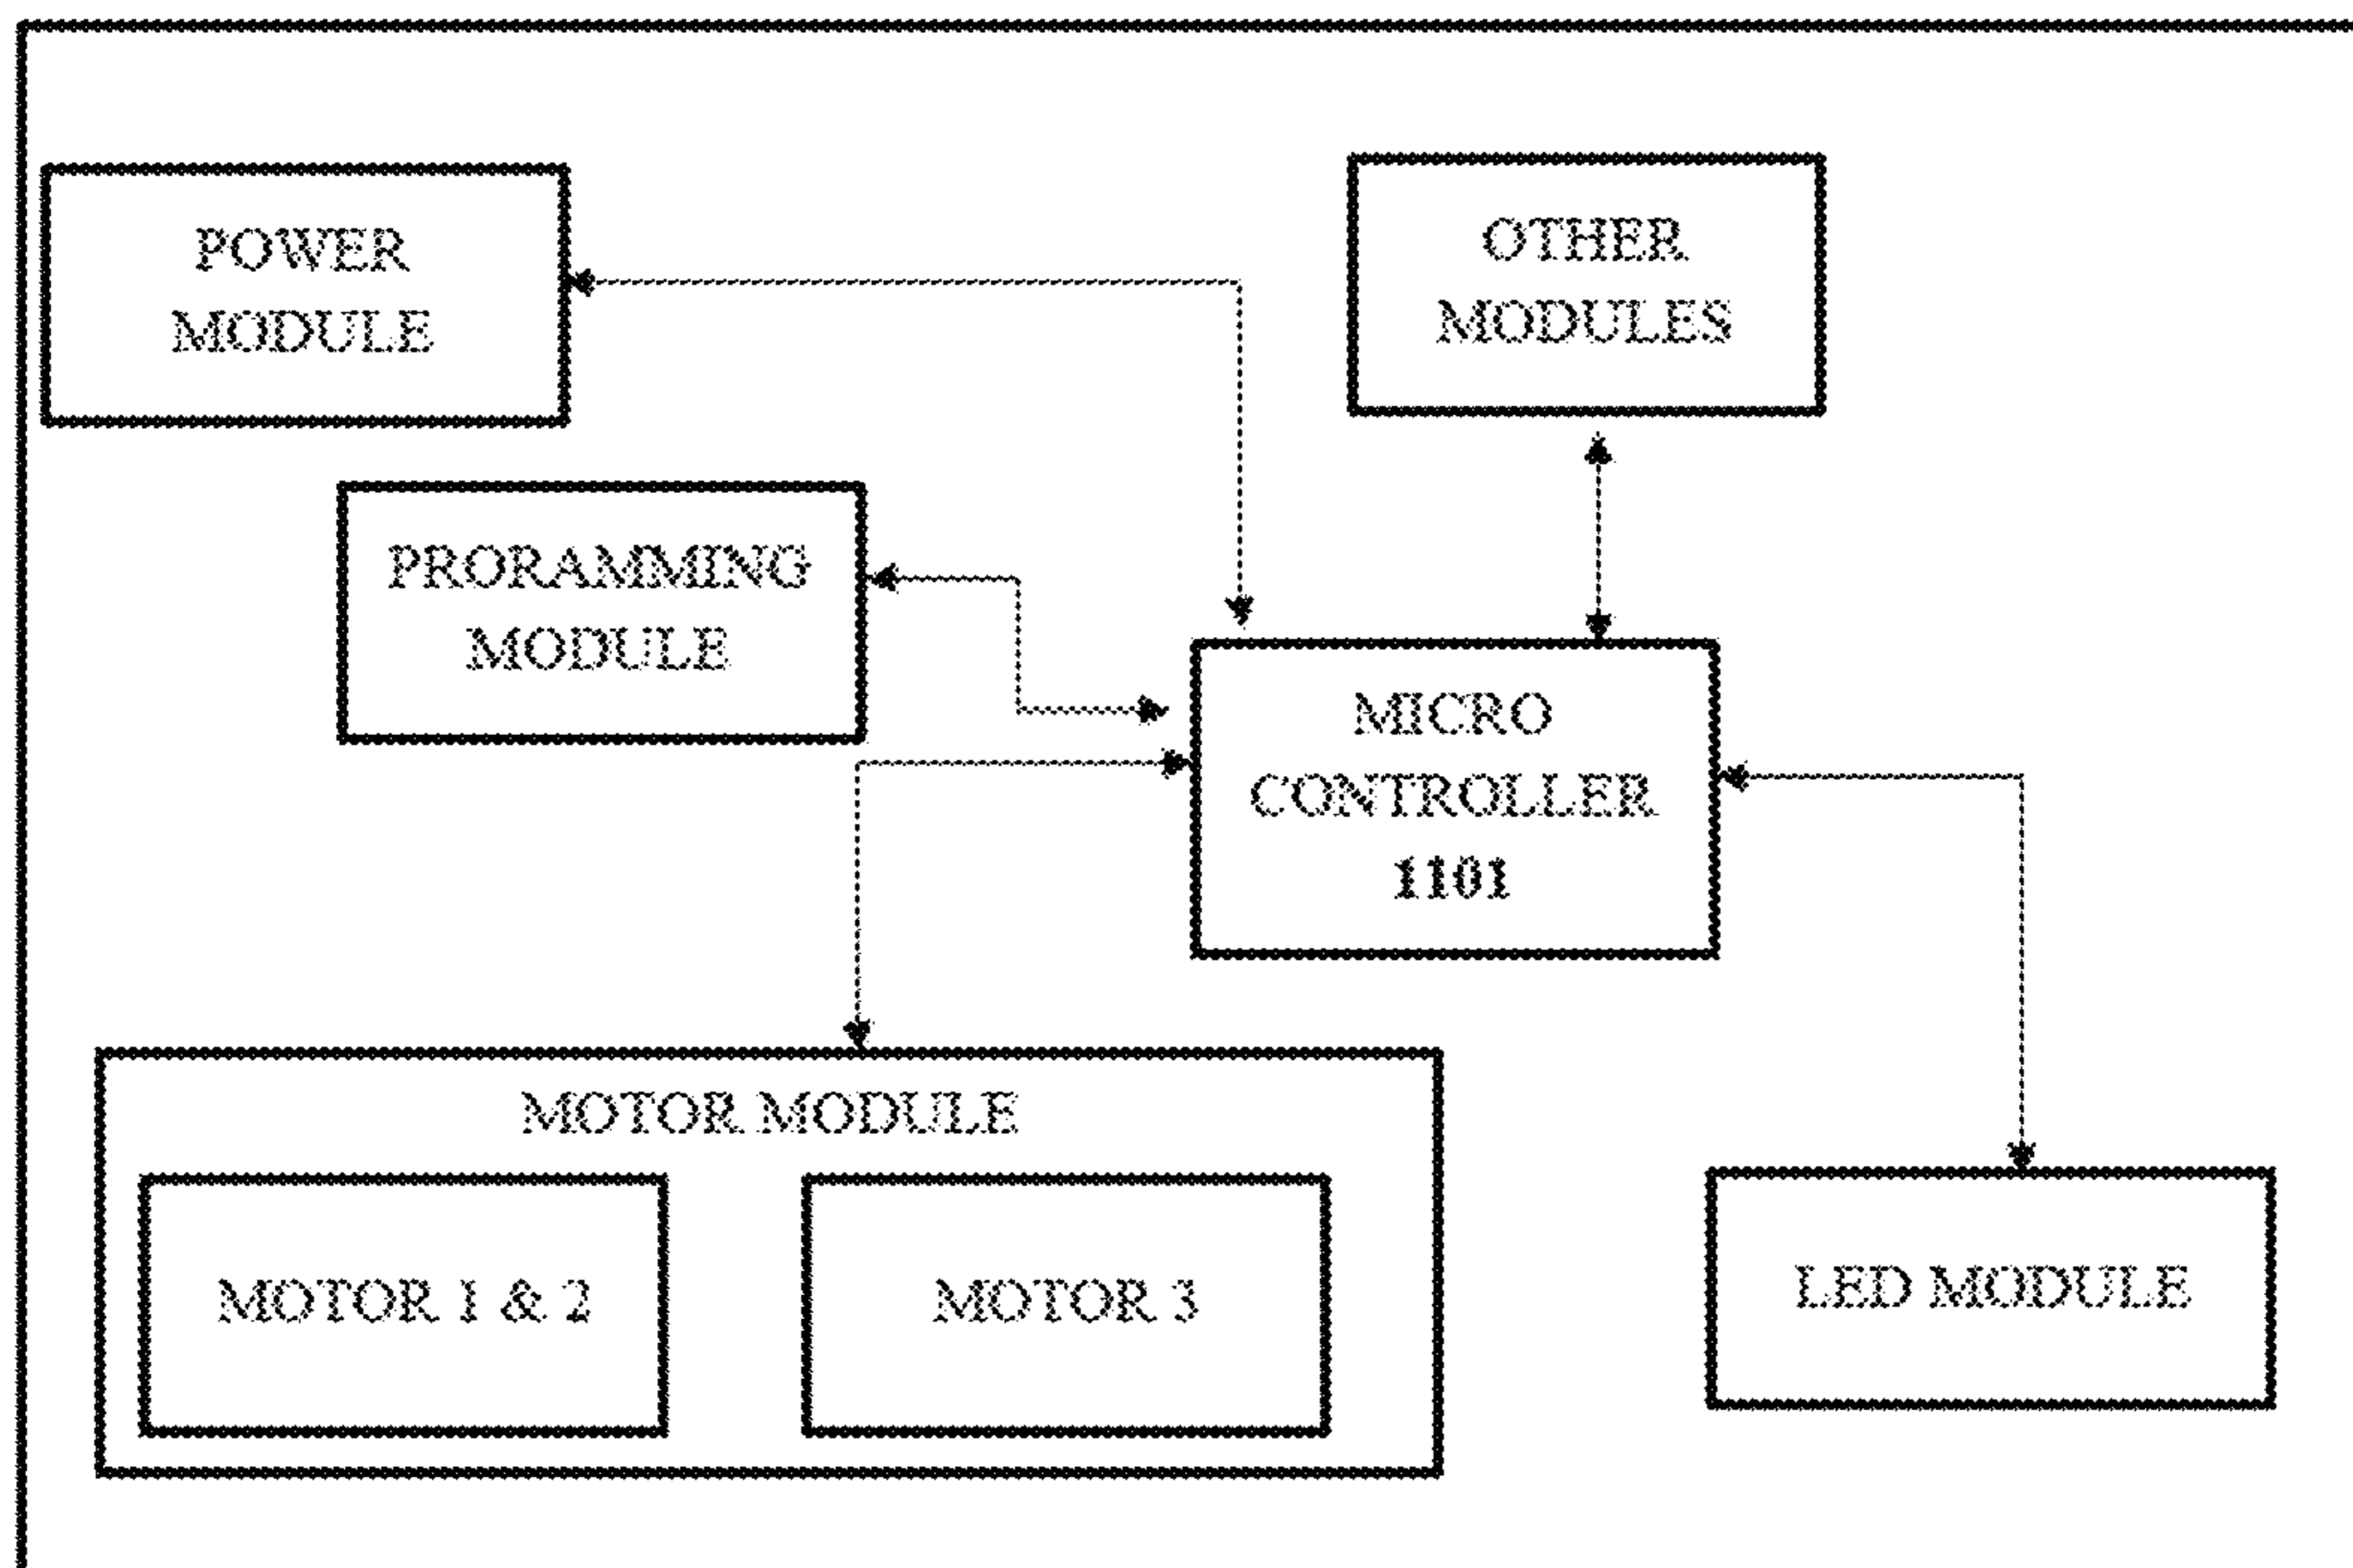 POWER
MODULE
OTHER
MODULES
PRORAMMING
MODULE
MICRO
CONTROLLER
1101
MOTOR MODULE
MOTOR 1 & 2
MOTOR 3
LED MODULE